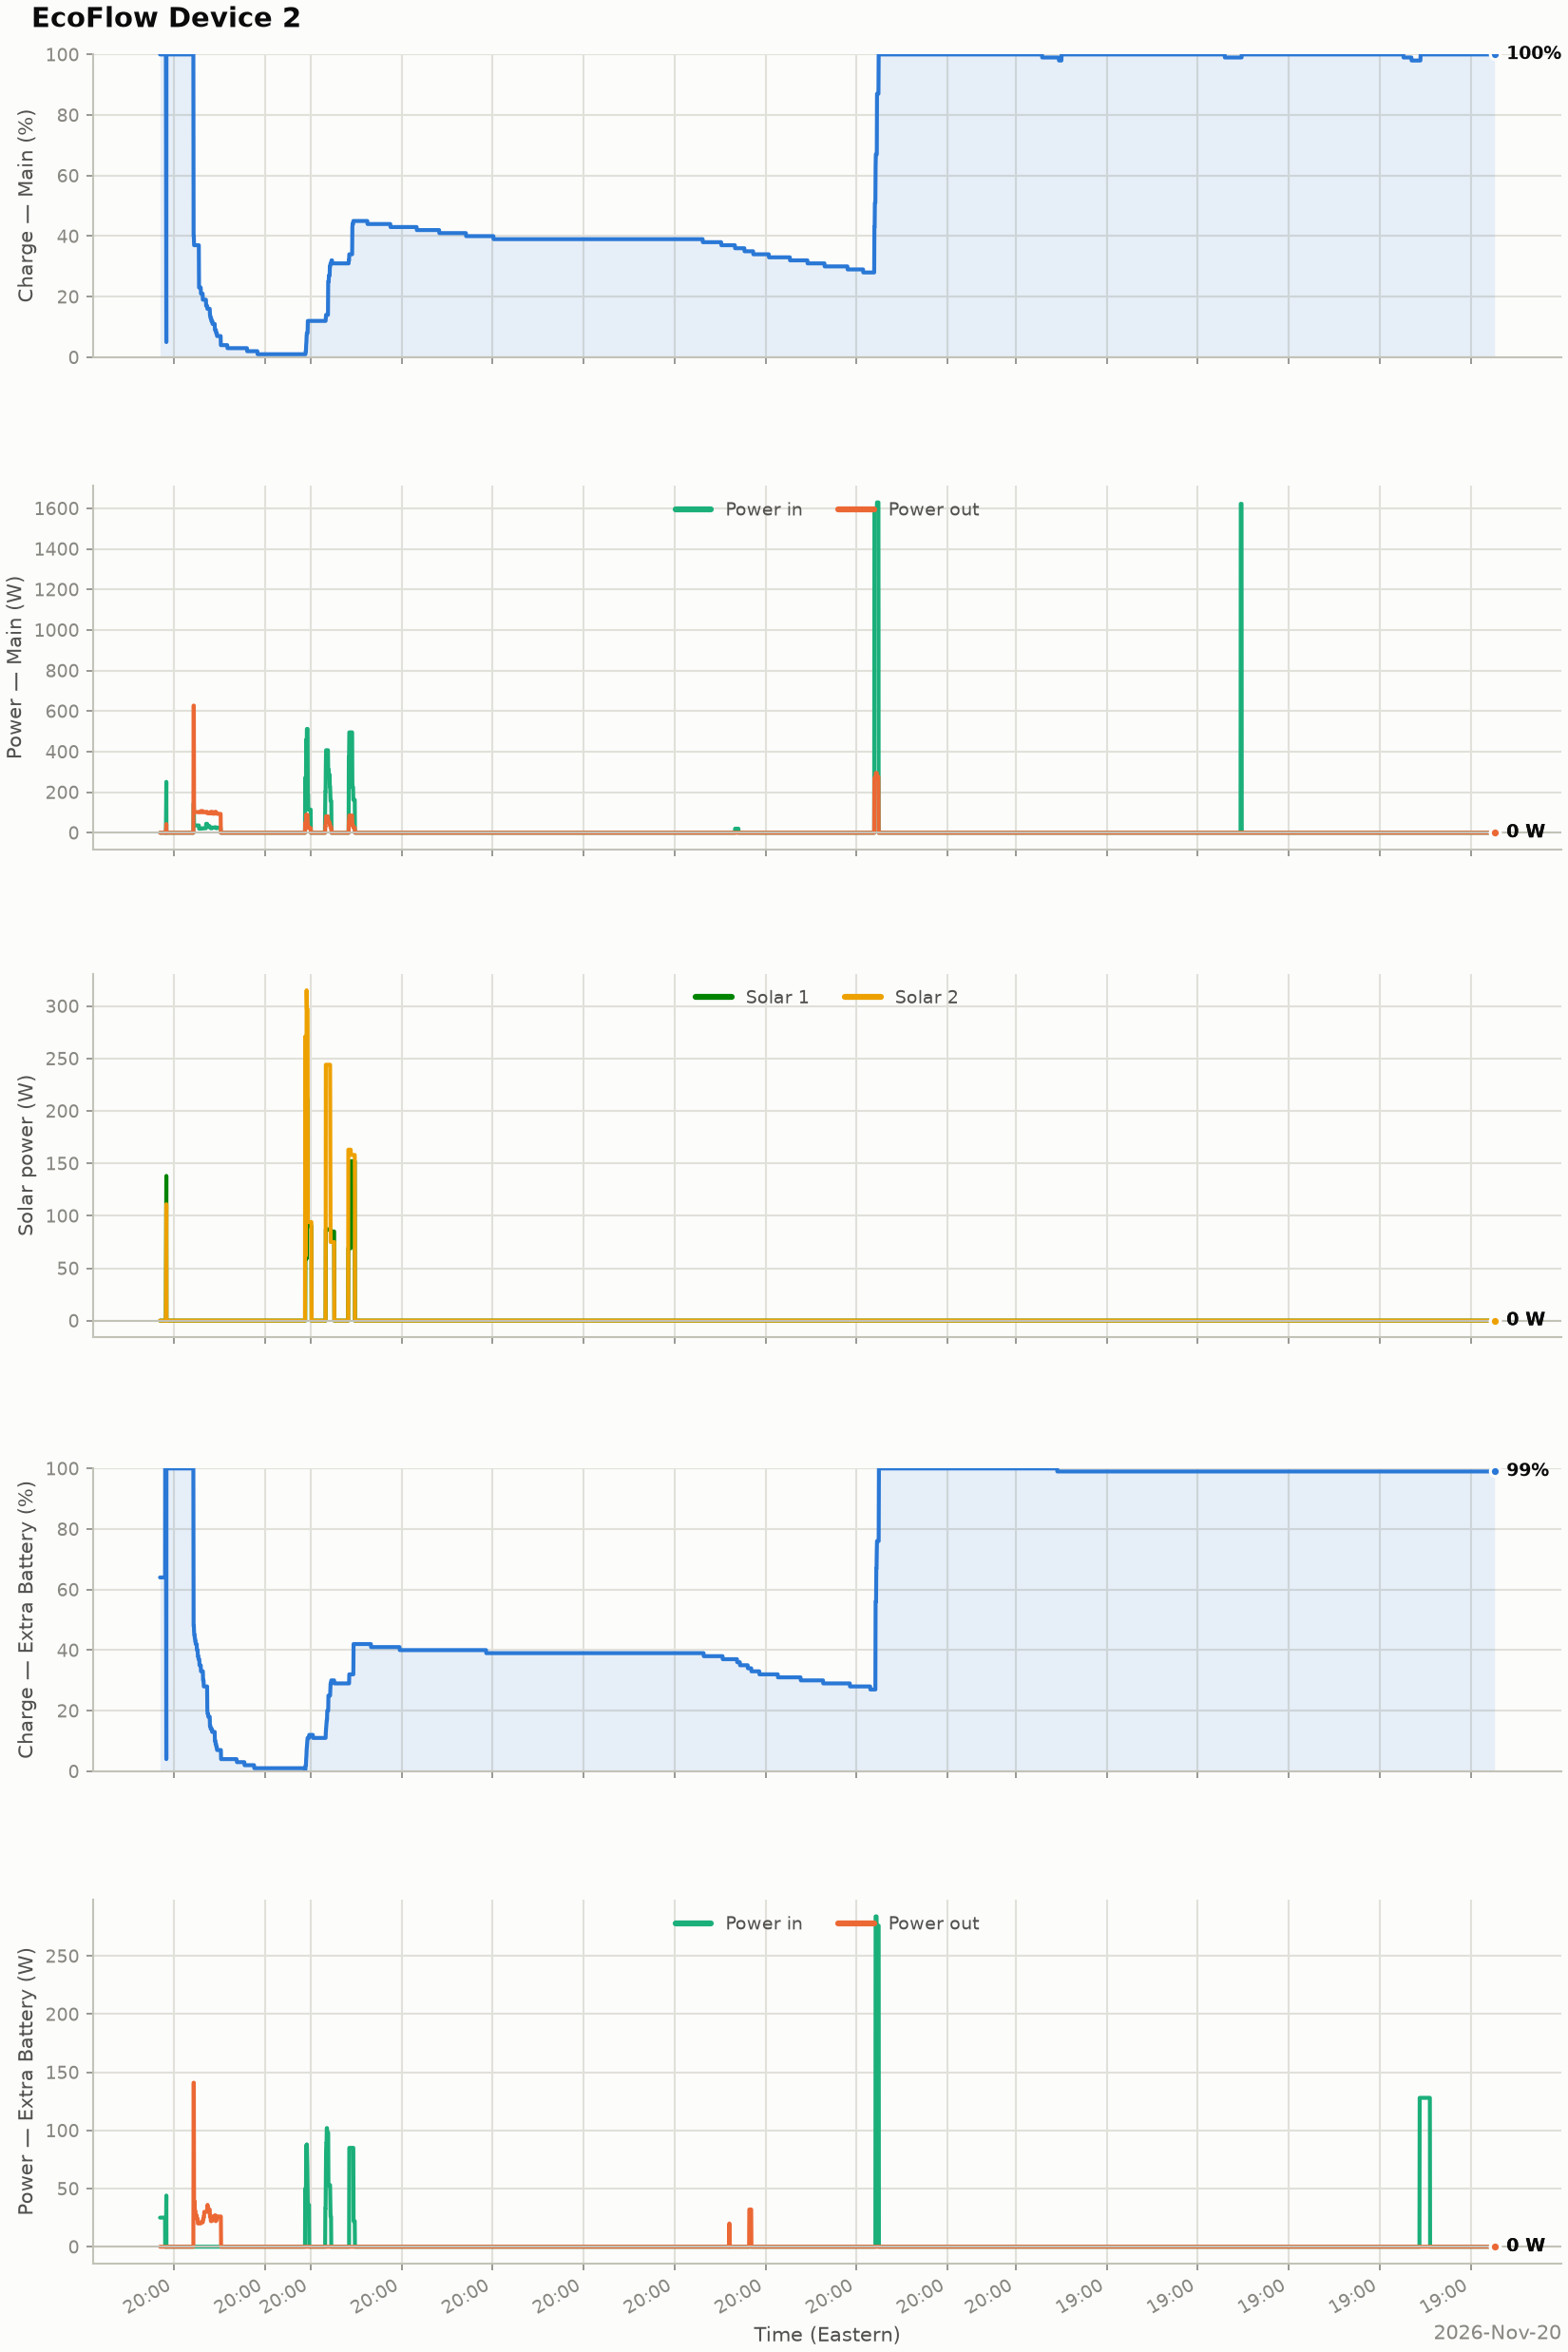 EcoFlow Device 2
Charge — Main (%)
100
80
60
40
20
0
100%
Power — Main (W)
1600
1400
1200
1000
800
600
400
200
0
Power in
Power out
0 W
Solar power (W)
300
250
200
150
100
50
0
Solar 1
Solar 2
0 W
Charge — Extra Battery (%)
100
80
60
40
20
0
99%
Power — Extra Battery (W)
250
200
150
100
50
0
Power in
Power out
0 W
20:00 20:00 20:00 20:00 20:00 20:00 20:00 20:00 20:00 20:00 20:00 19:00 19:00 19:00 19:00 19:00
Time (Eastern)
2026-Nov-20